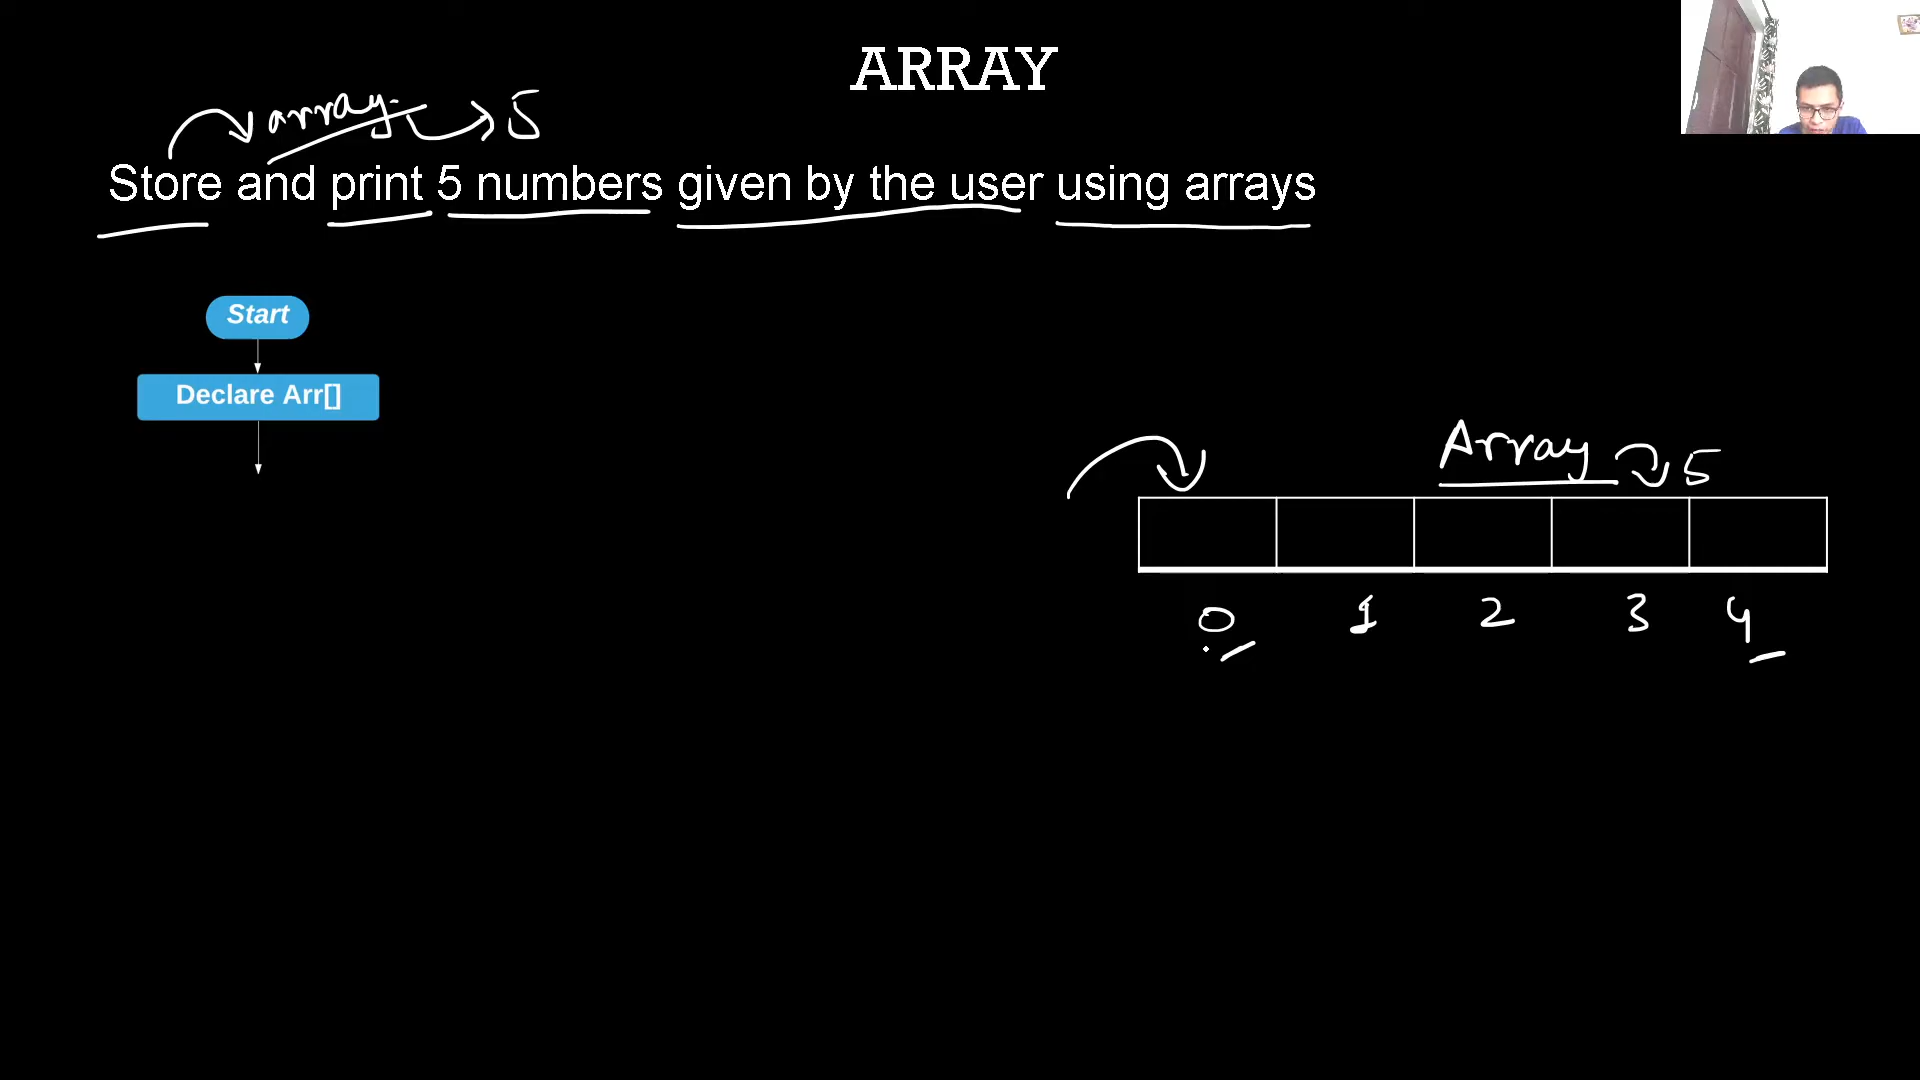 ARRAY
array. 5
Store and print 5 numbers given by the user using arrays
Start
Declare Arr[]
Array 5
0 1 2 3 4